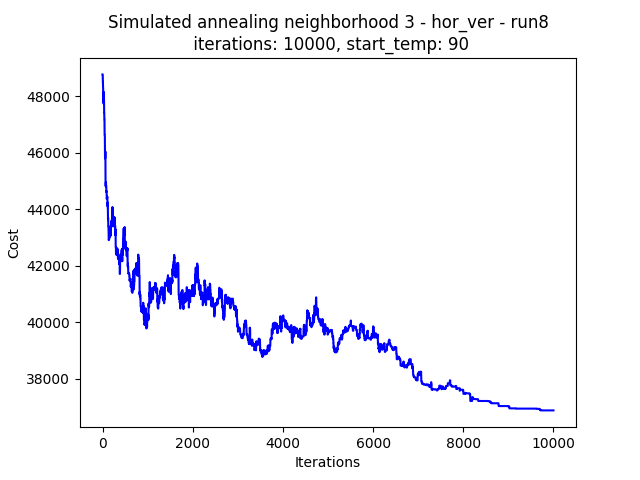 Simulated annealing neighborhood 3 - hor_ver - run8
iterations: 10000, start_temp: 90
48000
46000
44000
42000
40000
38000
Cost
0 2000 4000 6000 8000 10000
Iterations